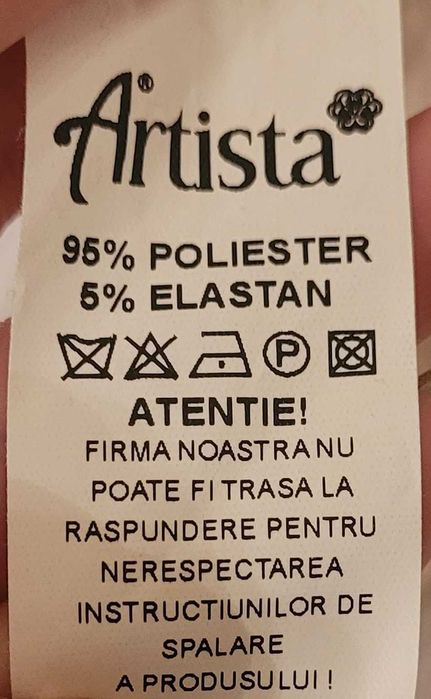 Artista®
95% POLIESTER
5% ELASTAN
P
ATENTIE!
FIRMA NOASTRA NU
POATE FI TRASA LA
RASPUNDERE PENTRU
NERESPECTAREA
INSTRUCTIUNILOR DE
SPALARE
A PRODUSULUI !